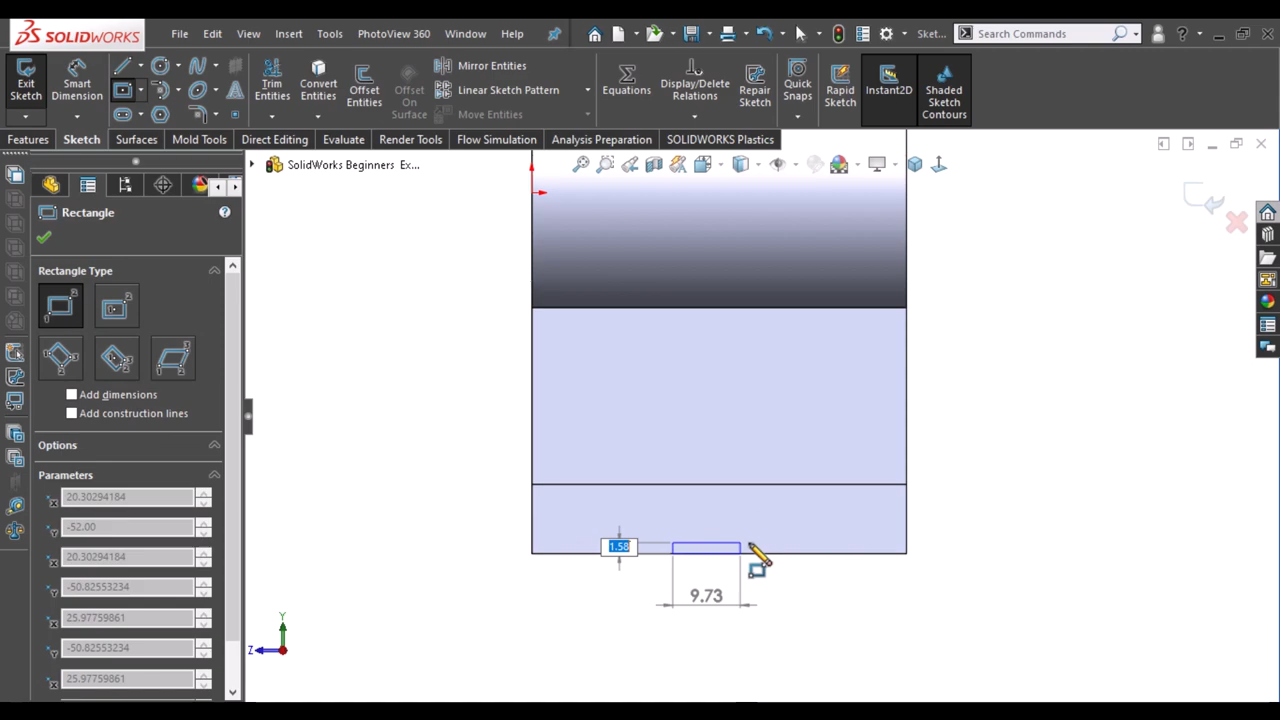 SOLIDWORKS File Edit View Insert Tools PhotoView 360 Window Help Sket... Search Commands ?
Exit Sketch
Smart Dimension
Trim Entities
Convert Entities
Offset Entities
Offset On Surface
Mirror Entities
Linear Sketch Pattern
Move Entities
Equations
Display/Delete Relations
Repair Sketch
Quick Snaps
Rapid Sketch
Instant2D
Shaded Sketch Contours
Features Sketch Surfaces Mold Tools Direct Editing Evaluate Render Tools Flow Simulation Analysis Preparation SOLIDWORKS Plastics
SolidWorks Beginners Ex...
Rectangle
Rectangle Type
Add dimensions
Add construction lines
Options
Parameters
20.30294184
-52.00
20.30294184
-50.82553234
25.97759861
-50.82553234
25.97759861
1.58
9.73
Y
Z